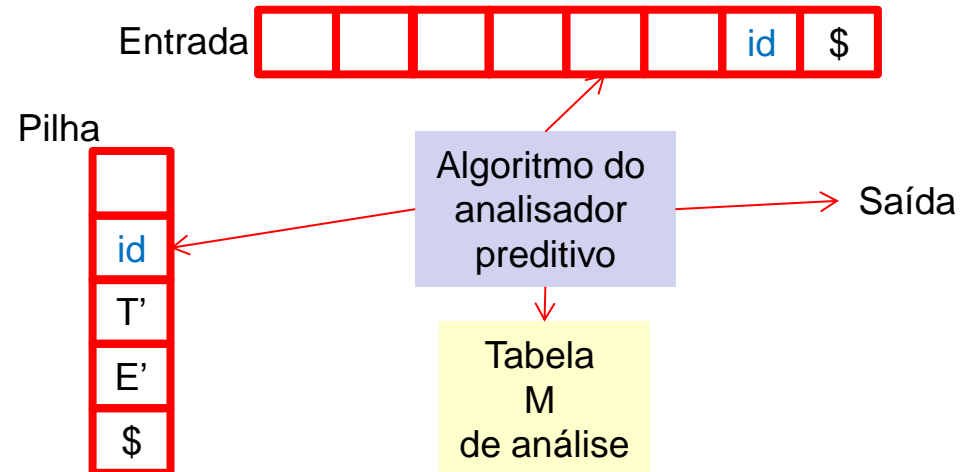 Entrada
id $
Pilha
id
T’
E’
$
Algoritmo do
analisador
preditivo
Saída
Tabela
M
de análise